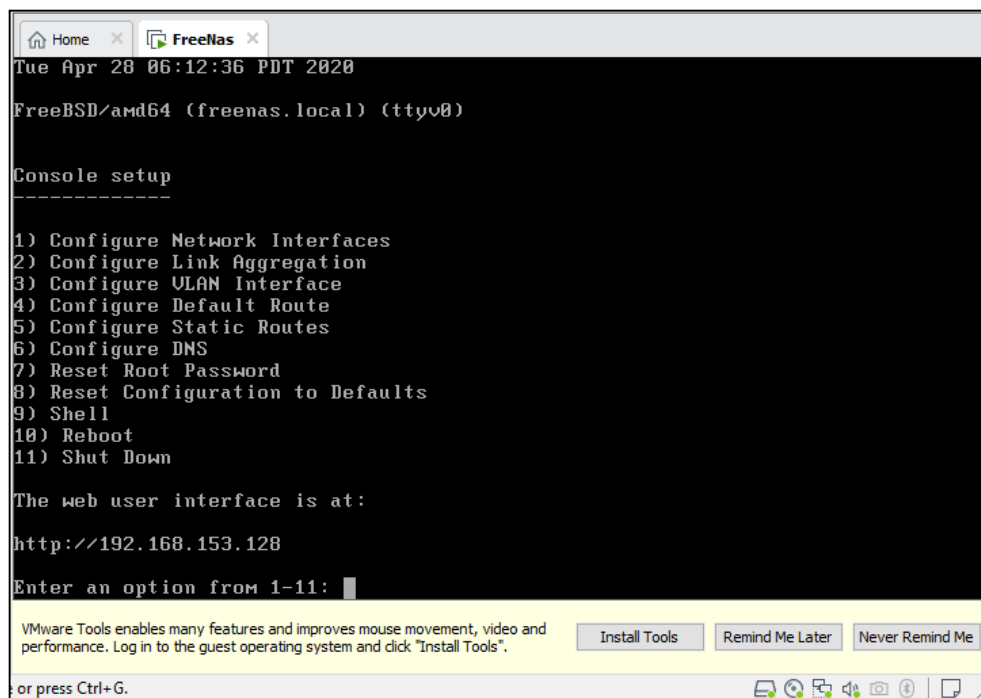 Home
FreeNas
Tue Apr 28 06:12:36 PDT 2020
FreeBSD/amd64 (freenas.local) (ttyv0)
Console setup
-------------
1) Configure Network Interfaces
2) Configure Link Aggregation
3) Configure VLAN Interface
4) Configure Default Route
5) Configure Static Routes
6) Configure DNS
7) Reset Root Password
8) Reset Configuration to Defaults
9) Shell
10) Reboot
11) Shut Down
The web user interface is at:
http://192.168.153.128
Enter an option from 1-11:
VMware Tools enables many features and improves mouse movement, video and
performance. Log in to the guest operating system and click "Install Tools".
Install Tools
Remind Me Later
Never Remind Me
or press Ctrl+G.